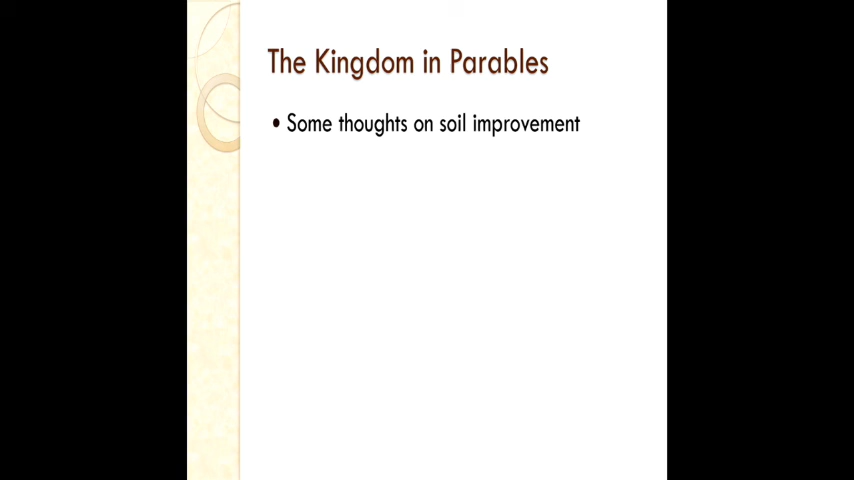 The Kingdom in Parables
• Some thoughts on soil improvement